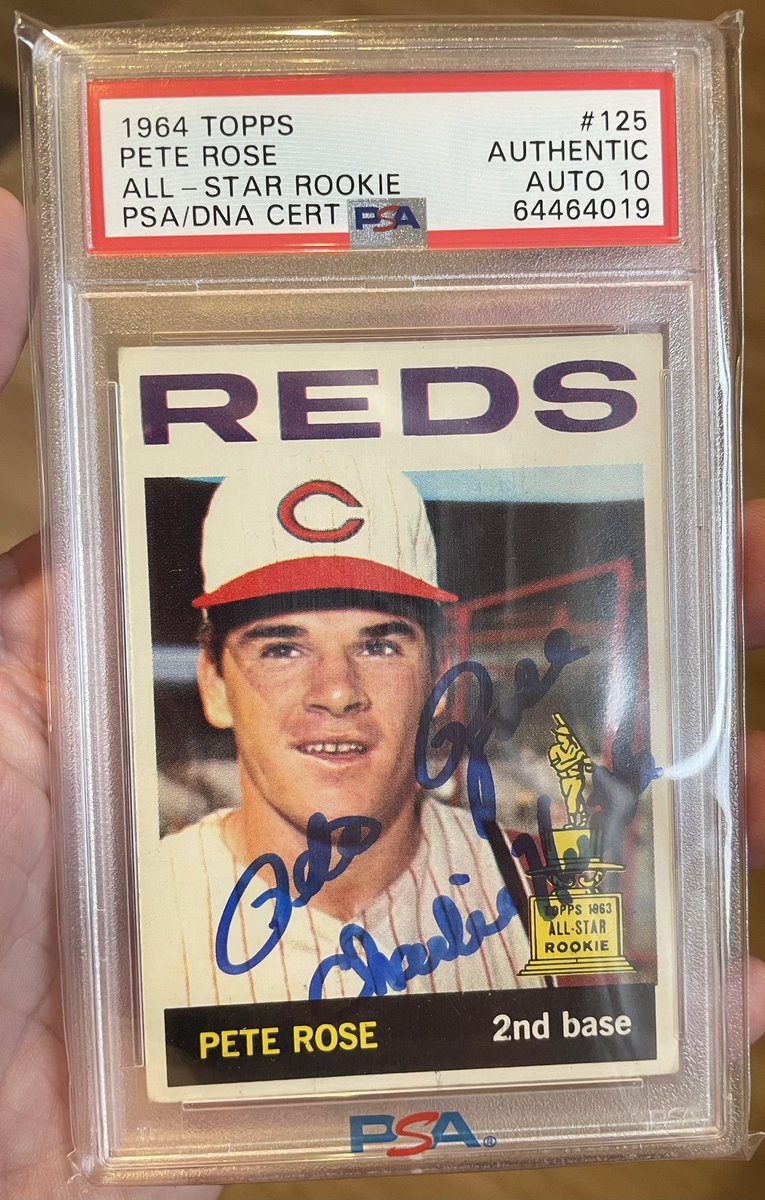 1964 TOPPS #125
PETE ROSE AUTHENTIC
ALL-STAR ROOKIE AUTO 10
PSA/DNA CERT PSA 64464019
REDS
C
Pete Rose
Charlie Hustle
TOPPS 1963
ALL-STAR
ROOKIE
PETE ROSE 2nd base
PSA®
PSA